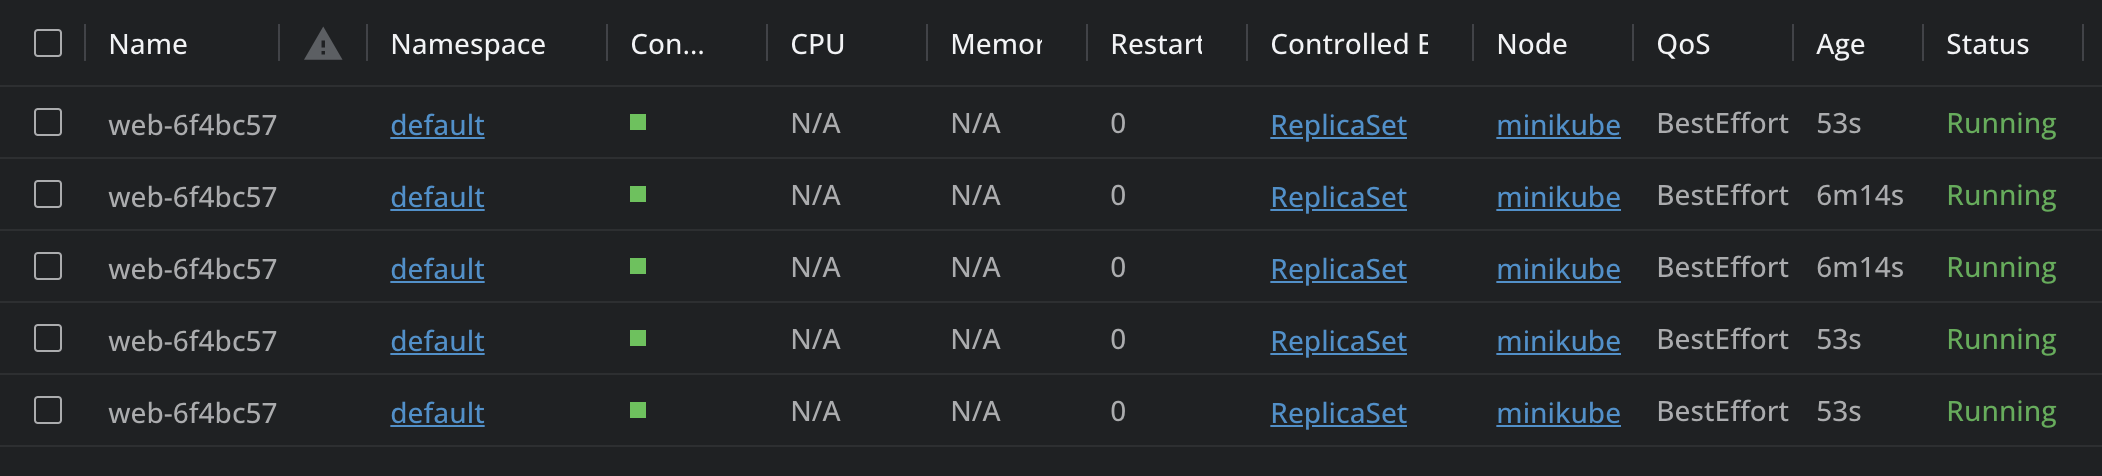 Name Namespace Con... CPU Memor Restart Controlled B Node QoS Age Status
web-6f4bc57 default N/A N/A 0 ReplicaSet minikube BestEffort 53s Running
web-6f4bc57 default N/A N/A 0 ReplicaSet minikube BestEffort 6m14s Running
web-6f4bc57 default N/A N/A 0 ReplicaSet minikube BestEffort 6m14s Running
web-6f4bc57 default N/A N/A 0 ReplicaSet minikube BestEffort 53s Running
web-6f4bc57 default N/A N/A 0 ReplicaSet minikube BestEffort 53s Running